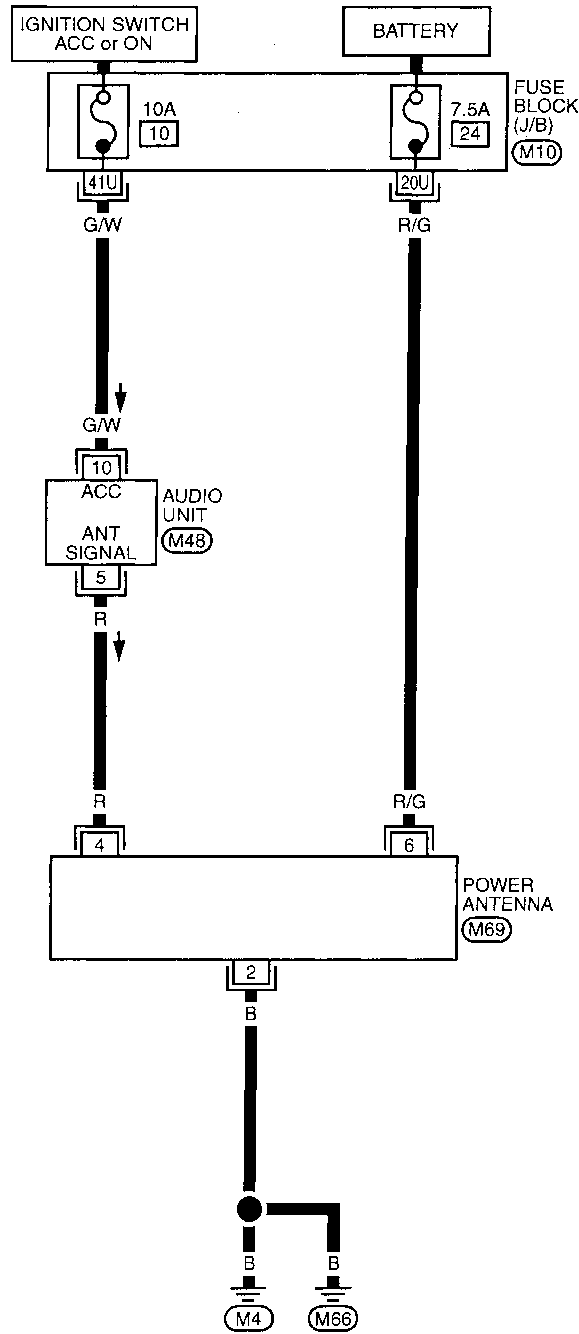 IGNITION SWITCH
ACC or ON
BATTERY
10A
10
7.5A
24
FUSE
BLOCK
(J/B)
M10
41U
20U
G/W
R/G
G/W
10
ACC
ANT
SIGNAL
5
AUDIO
UNIT
M48
R
R
R/G
4
6
POWER
ANTENNA
M69
2
B
B
B
M4
M66